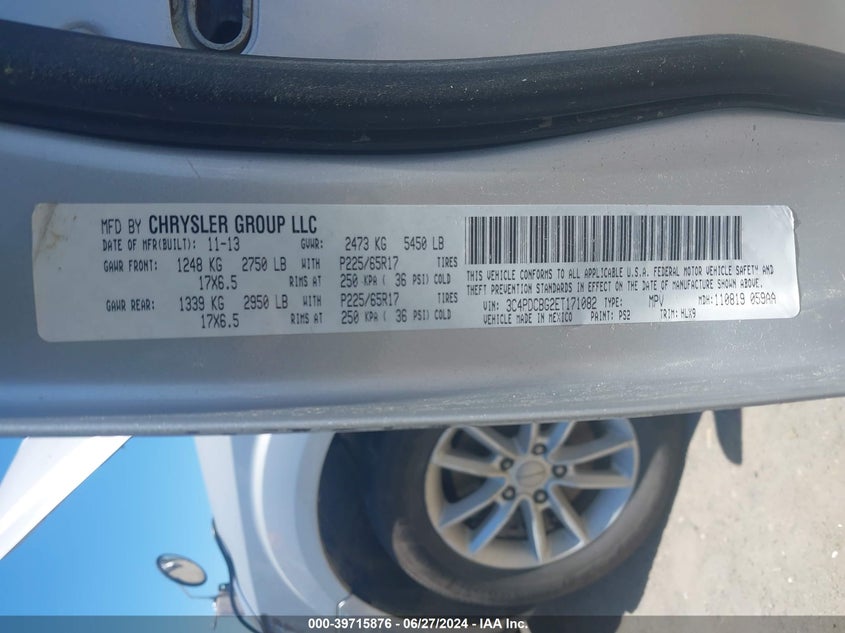 MFD BY CHRYSLER GROUP LLC
DATE OF MFR(BUILT): 11-13 GVWR: 2473 KG 5450 LB
GAWR FRONT: 1248 KG 2750 LB WITH P225/65R17 TIRES
17X6.5 RIMS AT 250 KPA ( 36 PSI) COLD
GAWR REAR: 1339 KG 2950 LB WITH P225/65R17 TIRES
17X6.5 RIMS AT 250 KPA ( 36 PSI) COLD
THIS VEHICLE CONFORMS TO ALL APPLICABLE U.S.A. FEDERAL MOTOR VEHICLE SAFETY AND
THEFT PREVENTION STANDARDS IN EFFECT ON THE DATE OF MANUFACTURE SHOWN ABOVE.
VIN: 3C4PDCBG2ET171082 TYPE: MPV MDH: 110819 059AA
VEHICLE MADE IN MEXICO PAINT: PS2 TRIM: HLX9
000-39715876 - 06/27/2024 - IAA Inc.